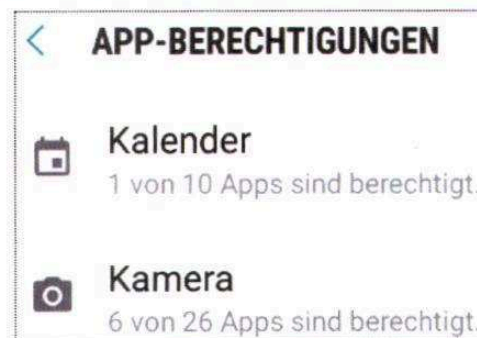 APP-BERECHTIGUNGEN
Kalender
1 von 10 Apps sind berechtigt.
Kamera
6 von 26 Apps sind berechtigt.